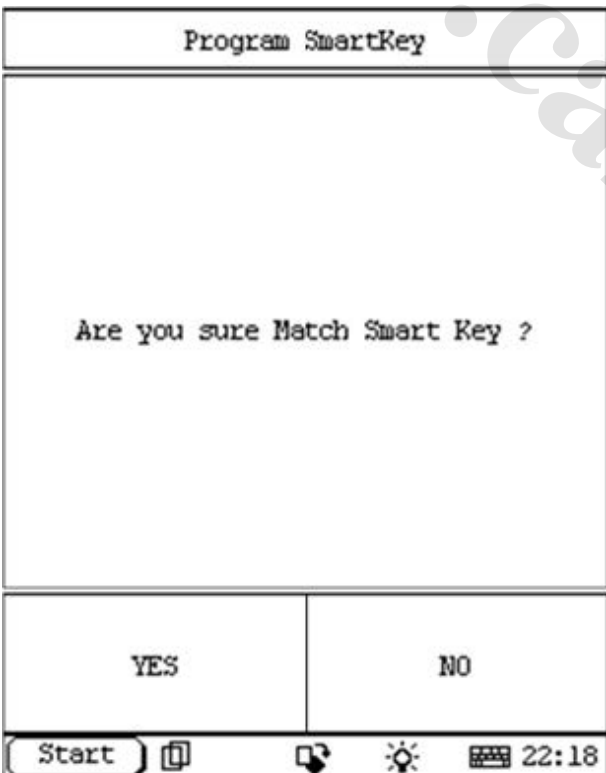 Program SmartKey
Are you sure Match Smart Key ?
YES
NO
Start
22:18